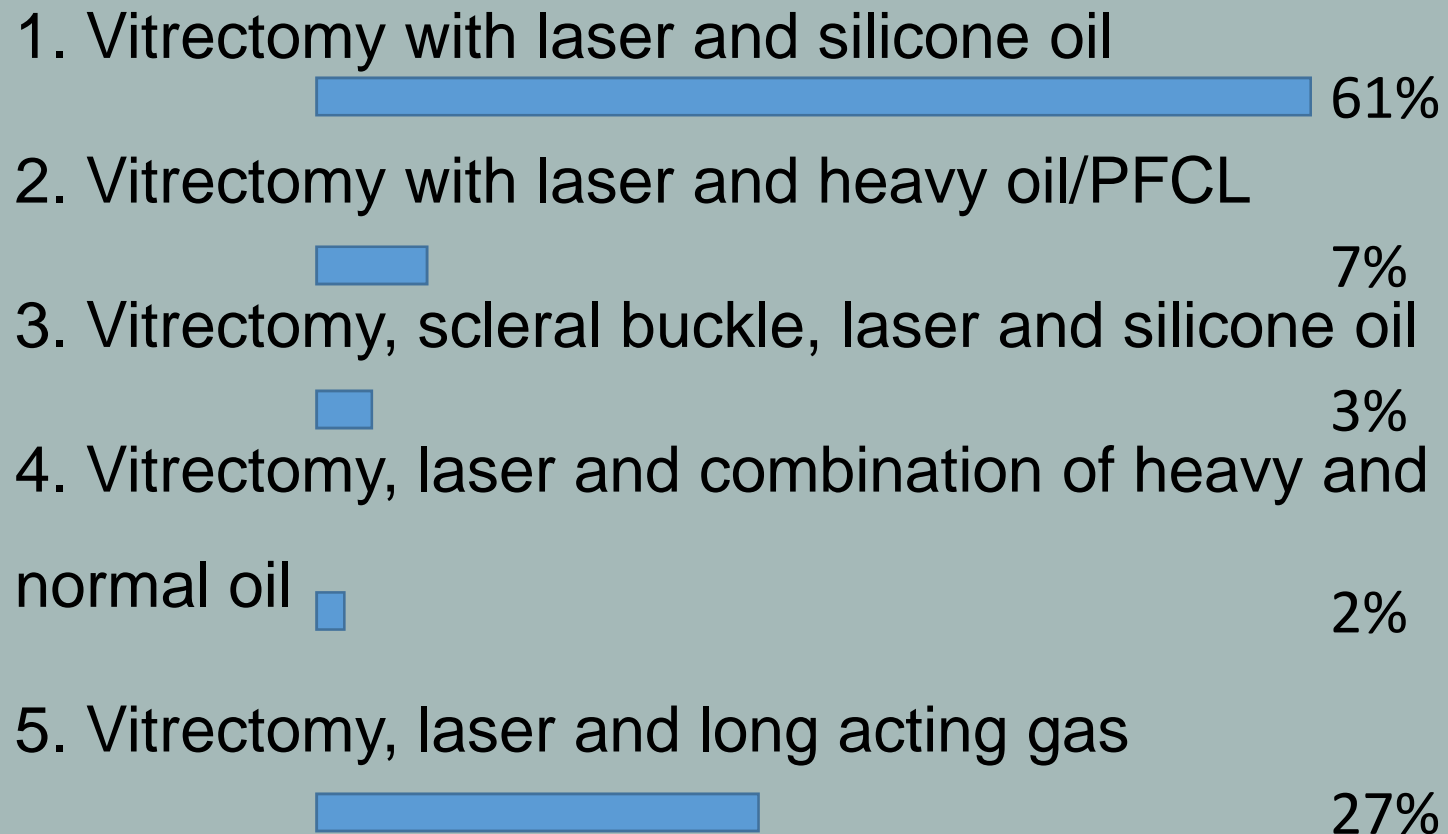 1. Vitrectomy with laser and silicone oil
61%
2. Vitrectomy with laser and heavy oil/PFCL
7%
3. Vitrectomy, scleral buckle, laser and silicone oil
3%
4. Vitrectomy, laser and combination of heavy and
normal oil
2%
5. Vitrectomy, laser and long acting gas
27%